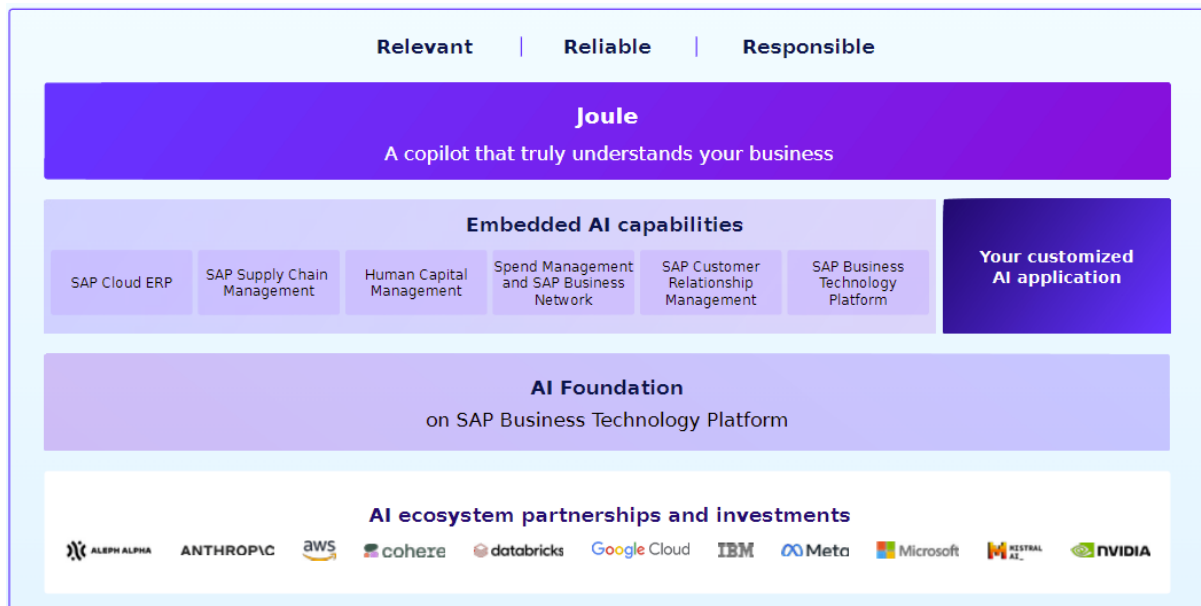 Relevant | Reliable | Responsible
Joule
A copilot that truly understands your business
Embedded AI capabilities
SAP Cloud ERP
SAP Supply Chain
Management
Human Capital
Management
Spend Management
and SAP Business
Network
SAP Customer
Relationship
Management
SAP Business
Technology
Platform
Your customized
AI application
AI Foundation
on SAP Business Technology Platform
AI ecosystem partnerships and investments
ALEPH ALPHA
ANTHROP\C
aws
cohere
databricks
Google Cloud
IBM
Meta
Microsoft
MISTRAL
AI_
NVIDIA